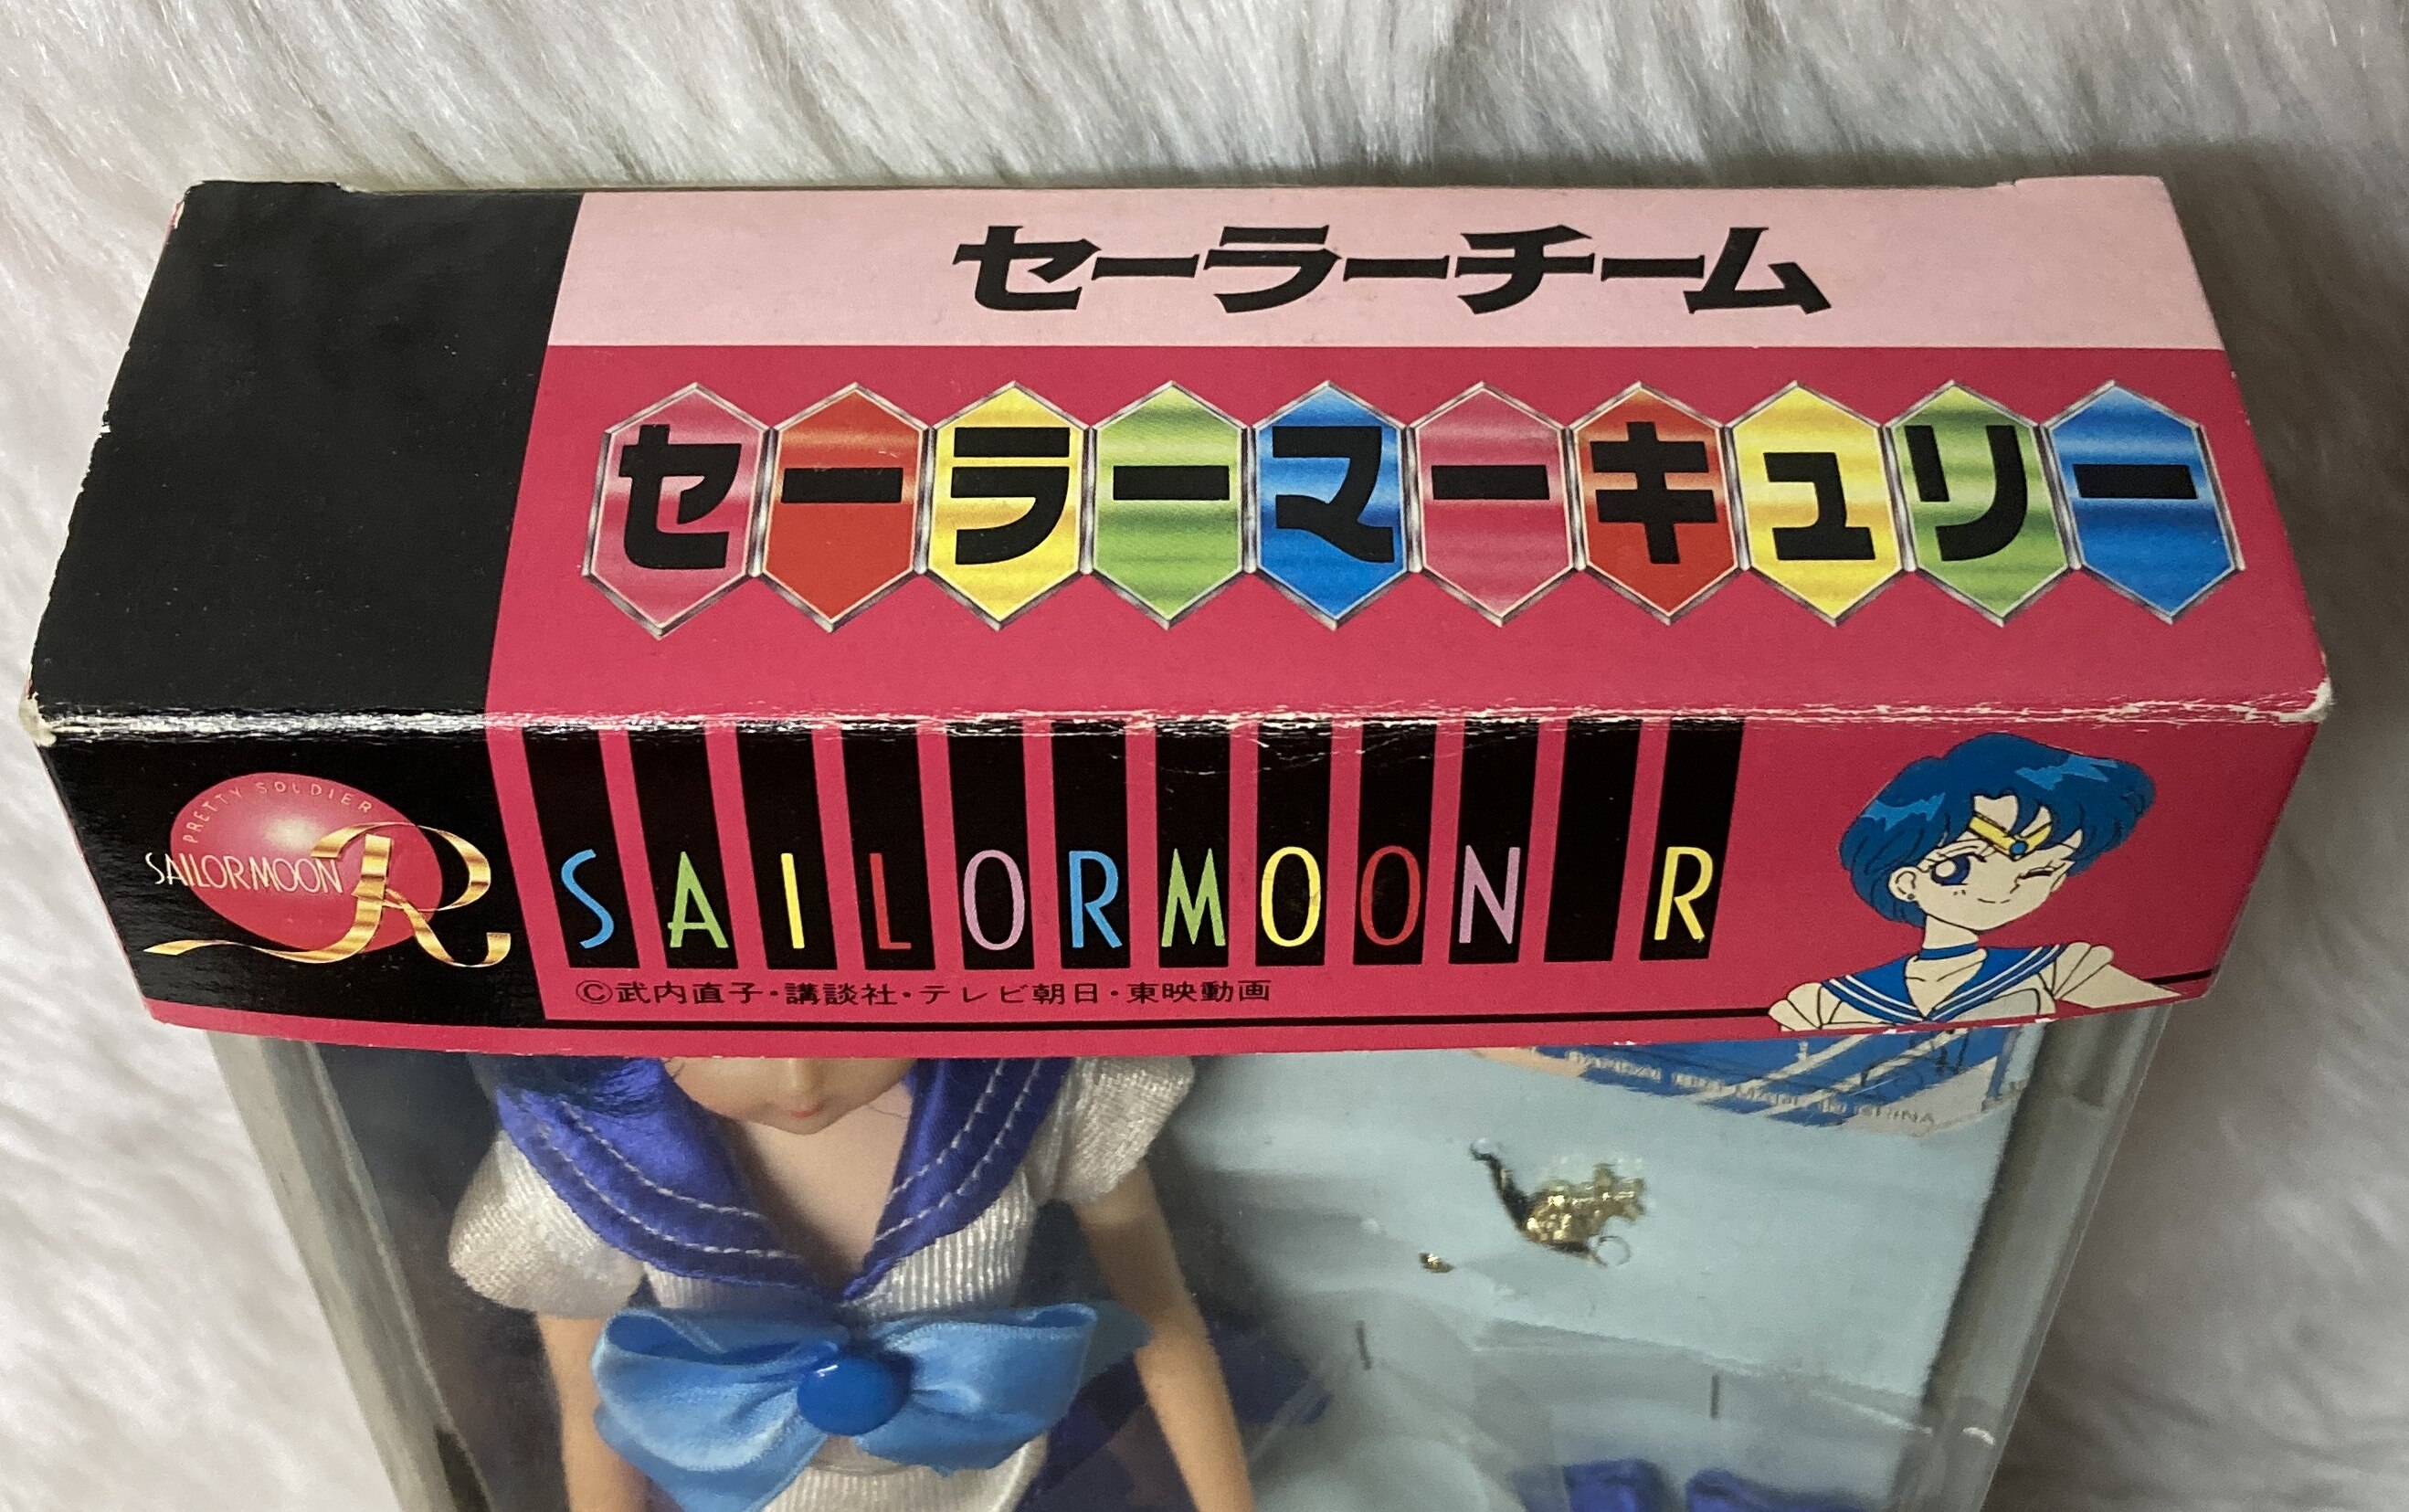 セーラーチーム
セーラーマーキュリー
PRETTY SOLDIER
SAILORMOON R
SAILORMOON R
©武内直子・講談社・テレビ朝日・東映動画
CHINA